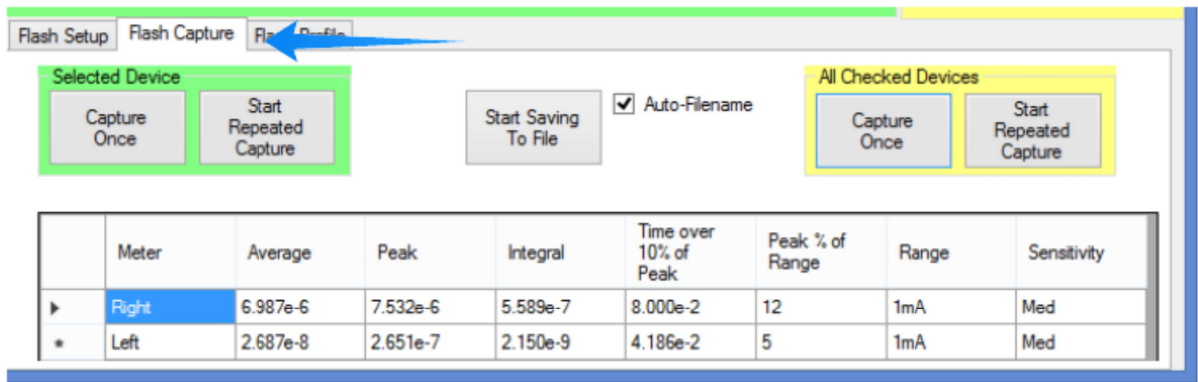 Flash Setup Flash Capture
Selected Device
Capture
Once
Start
Repeated
Capture
Start Saving
To File
Auto-Filename
All Checked Devices
Capture
Once
Start
Repeated
Capture
Meter Average Peak Integral Time over
10% of
Peak Peak % of
Range Range Sensitivity
Right 6.987e-6 7.532e-6 5.589e-7 8.000e-2 12 1mA Med
Left 2.687e-8 2.651e-7 2.150e-9 4.186e-2 5 1mA Med